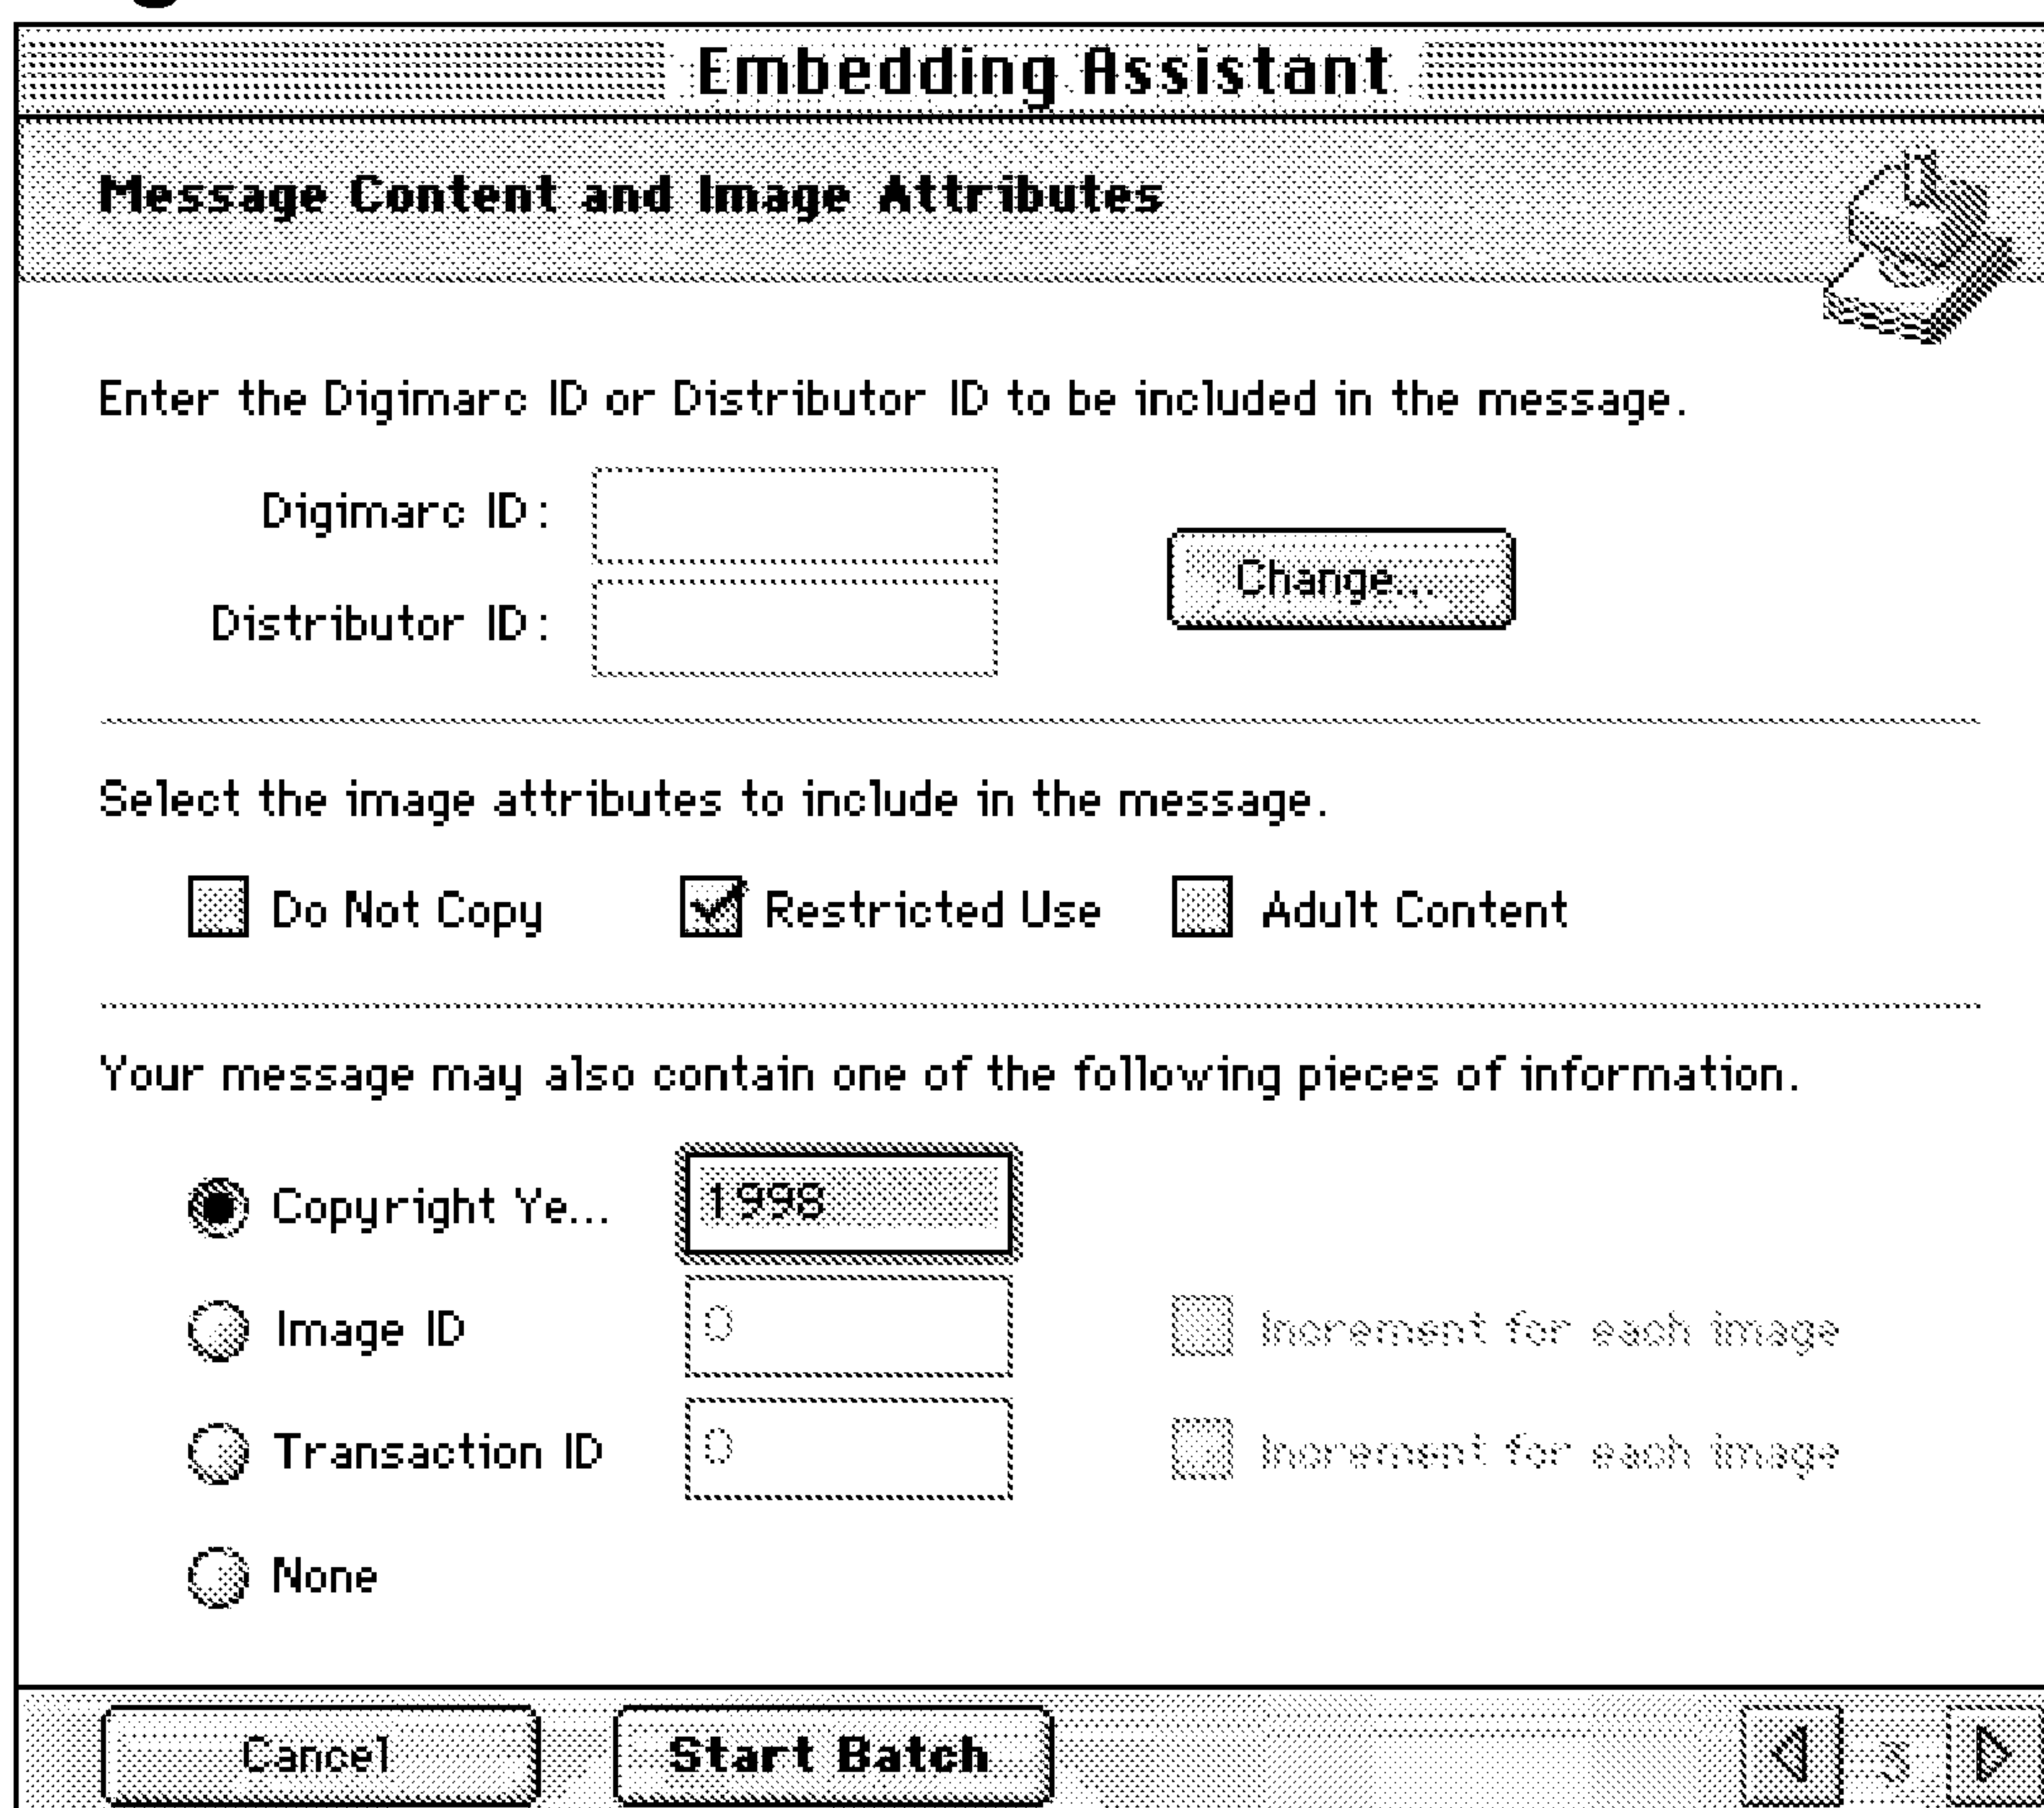 Embedding Assistant
Message Content and Image Attributes
Enter the Digimarc ID or Distributor ID to be included in the message.
Digimarc ID:
Change...
Distributor ID:
Select the image attributes to include in the message.
Do Not Copy Restricted Use Adult Content
Your message may also contain one of the following pieces of information.
Copyright Ye... 1998
Image ID 0 Increment for each image
Transaction ID 0 Increment for each image
None
Cancel Start Batch 3